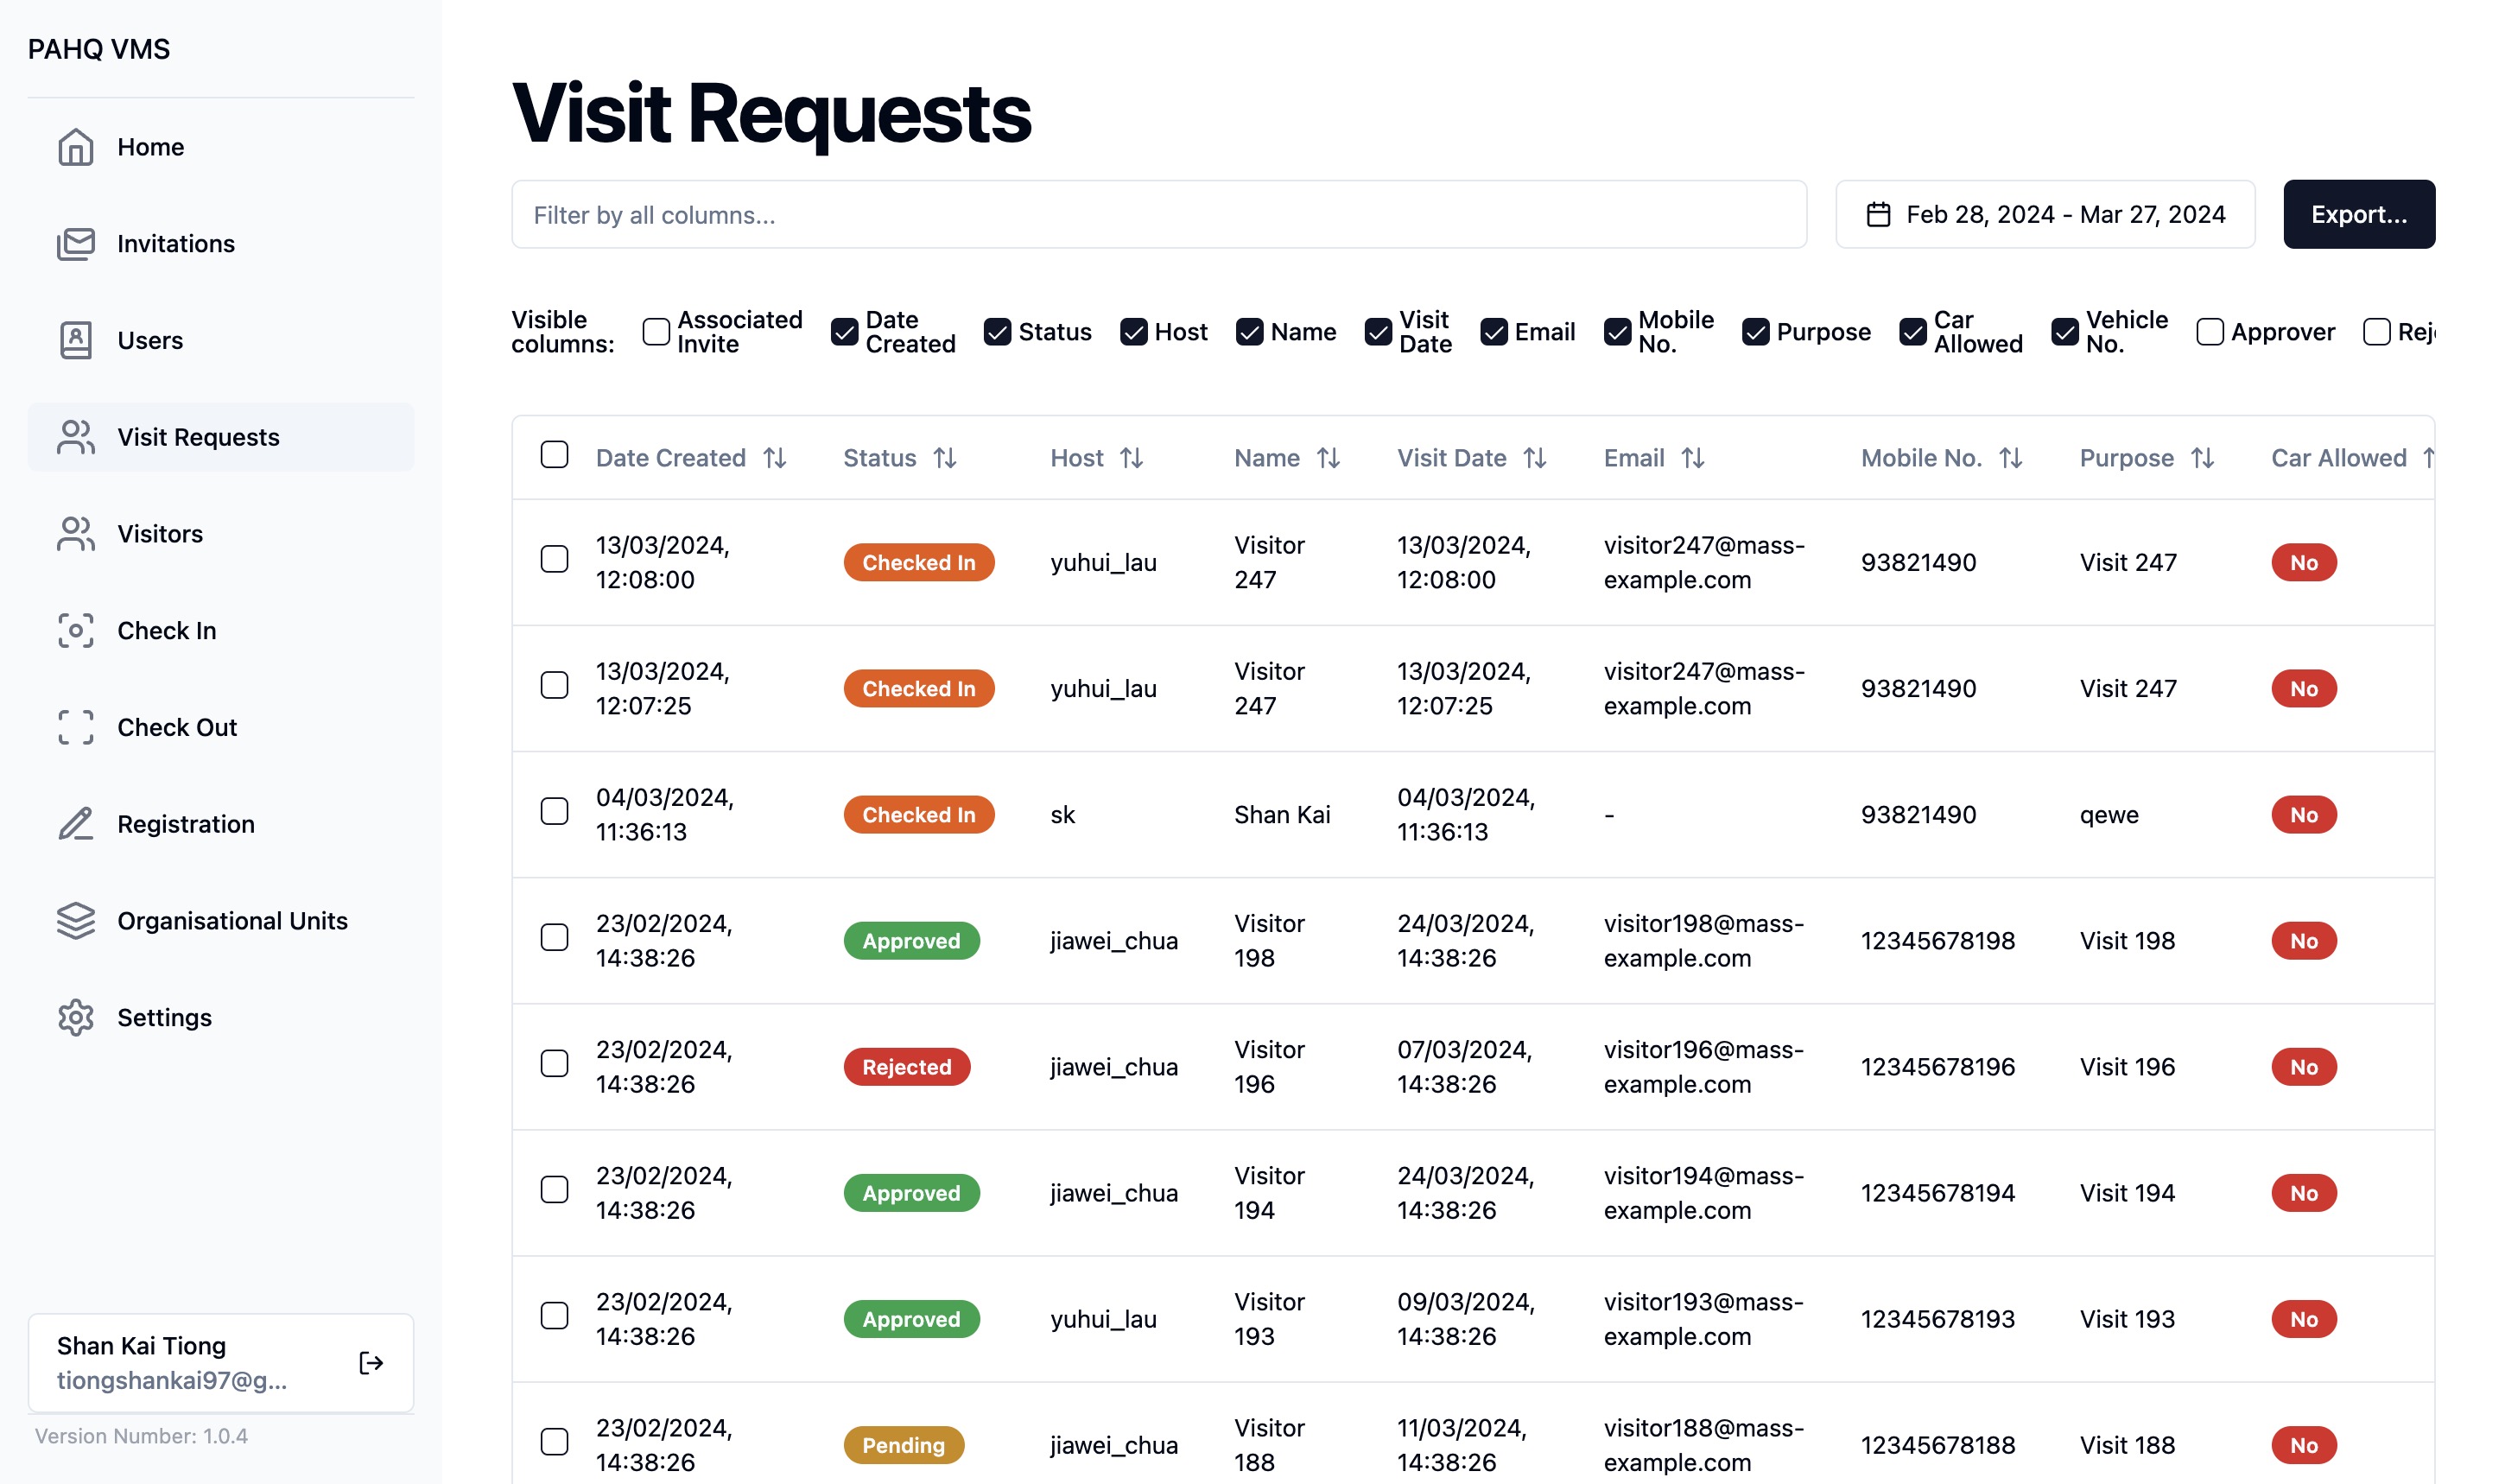 PAHQ VMS
Home
Invitations
Users
Visit Requests
Visitors
Check In
Check Out
Registration
Organisational Units
Settings
Shan Kai Tiong
tiongshankai97@g...
Version Number: 1.0.4
Visit Requests
Filter by all columns...
Feb 28, 2024 - Mar 27, 2024
Export...
Visible columns:
Associated Invite
Date Created
Status
Host
Name
Visit Date
Email
Mobile No.
Purpose
Car Allowed
Vehicle No.
Approver
Rej
Date Created Status Host Name Visit Date Email Mobile No. Purpose Car Allowed
13/03/2024, 12:08:00 Checked In yuhui_lau Visitor 247 13/03/2024, 12:08:00 visitor247@mass-example.com 93821490 Visit 247 No
13/03/2024, 12:07:25 Checked In yuhui_lau Visitor 247 13/03/2024, 12:07:25 visitor247@mass-example.com 93821490 Visit 247 No
04/03/2024, 11:36:13 Checked In sk Shan Kai 04/03/2024, 11:36:13 - 93821490 qewe No
23/02/2024, 14:38:26 Approved jiawei_chua Visitor 198 24/03/2024, 14:38:26 visitor198@mass-example.com 12345678198 Visit 198 No
23/02/2024, 14:38:26 Rejected jiawei_chua Visitor 196 07/03/2024, 14:38:26 visitor196@mass-example.com 12345678196 Visit 196 No
23/02/2024, 14:38:26 Approved jiawei_chua Visitor 194 24/03/2024, 14:38:26 visitor194@mass-example.com 12345678194 Visit 194 No
23/02/2024, 14:38:26 Approved yuhui_lau Visitor 193 09/03/2024, 14:38:26 visitor193@mass-example.com 12345678193 Visit 193 No
23/02/2024, 14:38:26 Pending jiawei_chua Visitor 188 11/03/2024, 14:38:26 visitor188@mass-example.com 12345678188 Visit 188 No